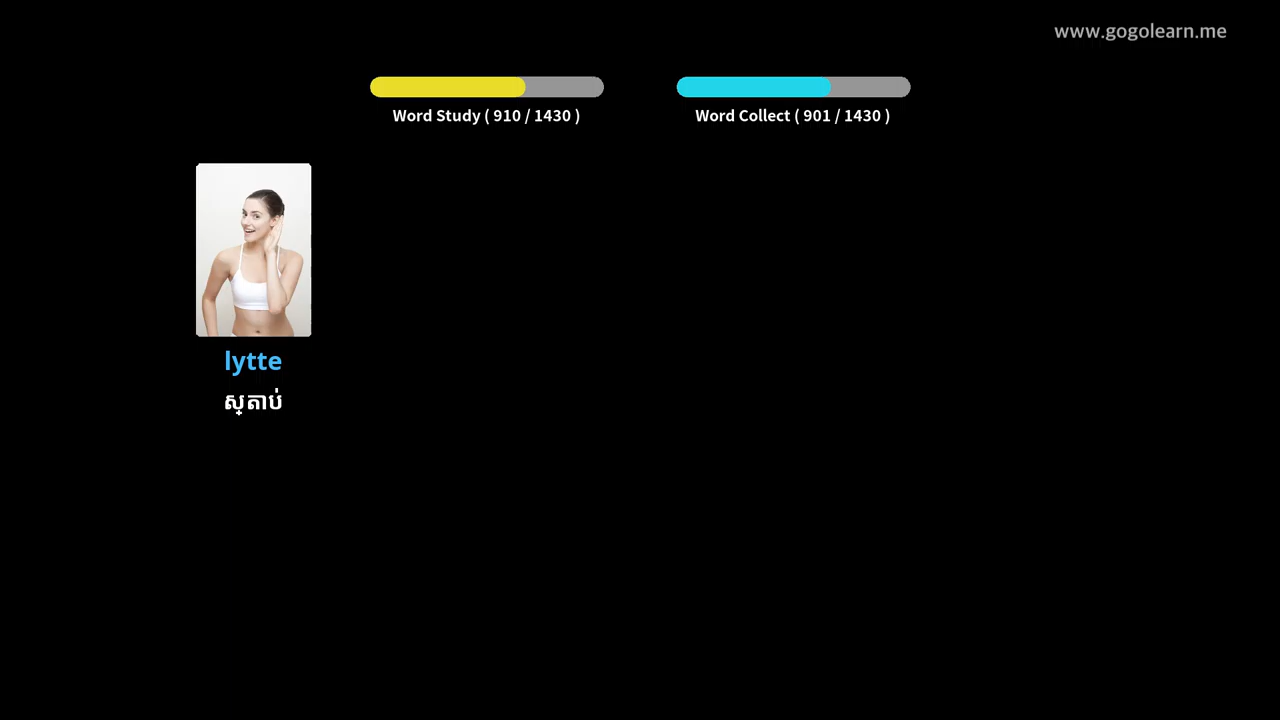 www.gogolearn.me
Word Study ( 910 / 1430 )
Word Collect ( 901 / 1430 )
lytte
ស្តាប់